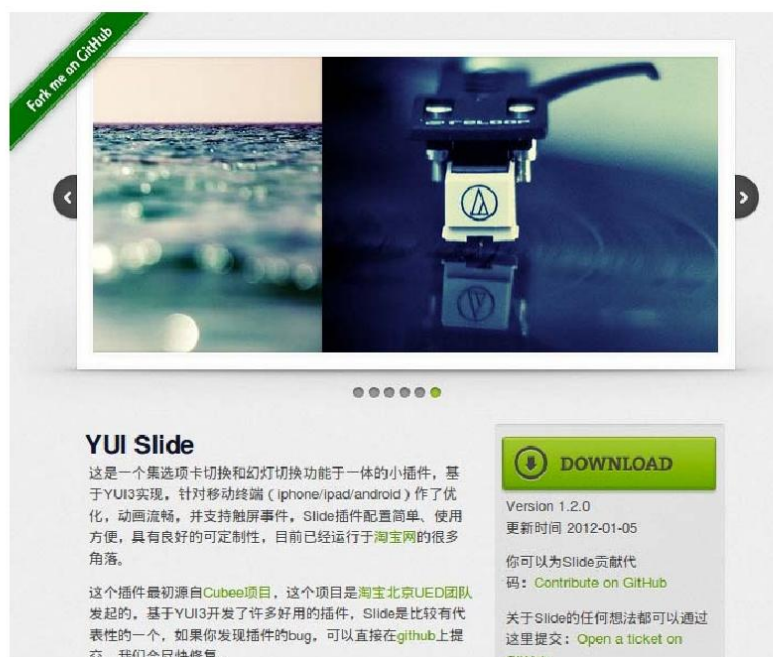 Fork me on GitHub
RELOOP
YUI Slide
这是一个集选项卡切换和幻灯切换功能于一体的小插件，基
于YUI3实现，针对移动终端（iphone/ipad/android）作了优
化，动画流畅，并支持触屏事件，Slide插件配置简单、使用
方便，具有良好的可定制性，目前已经运行于淘宝网的很多
角落。
这个插件最初源自Cubee项目，这个项目是淘宝北京UED团队
发起的，基于YUI3开发了许多好用的插件，Slide是比较有代
表性的一个，如果你发现插件的bug，可以直接在github上提
交，我们会尽快修复
DOWNLOAD
Version 1.2.0
更新时间 2012-01-05
你可以为Slide贡献代
码：Contribute on GitHub
关于Slide的任何想法都可以通过
这里提交：Open a ticket on